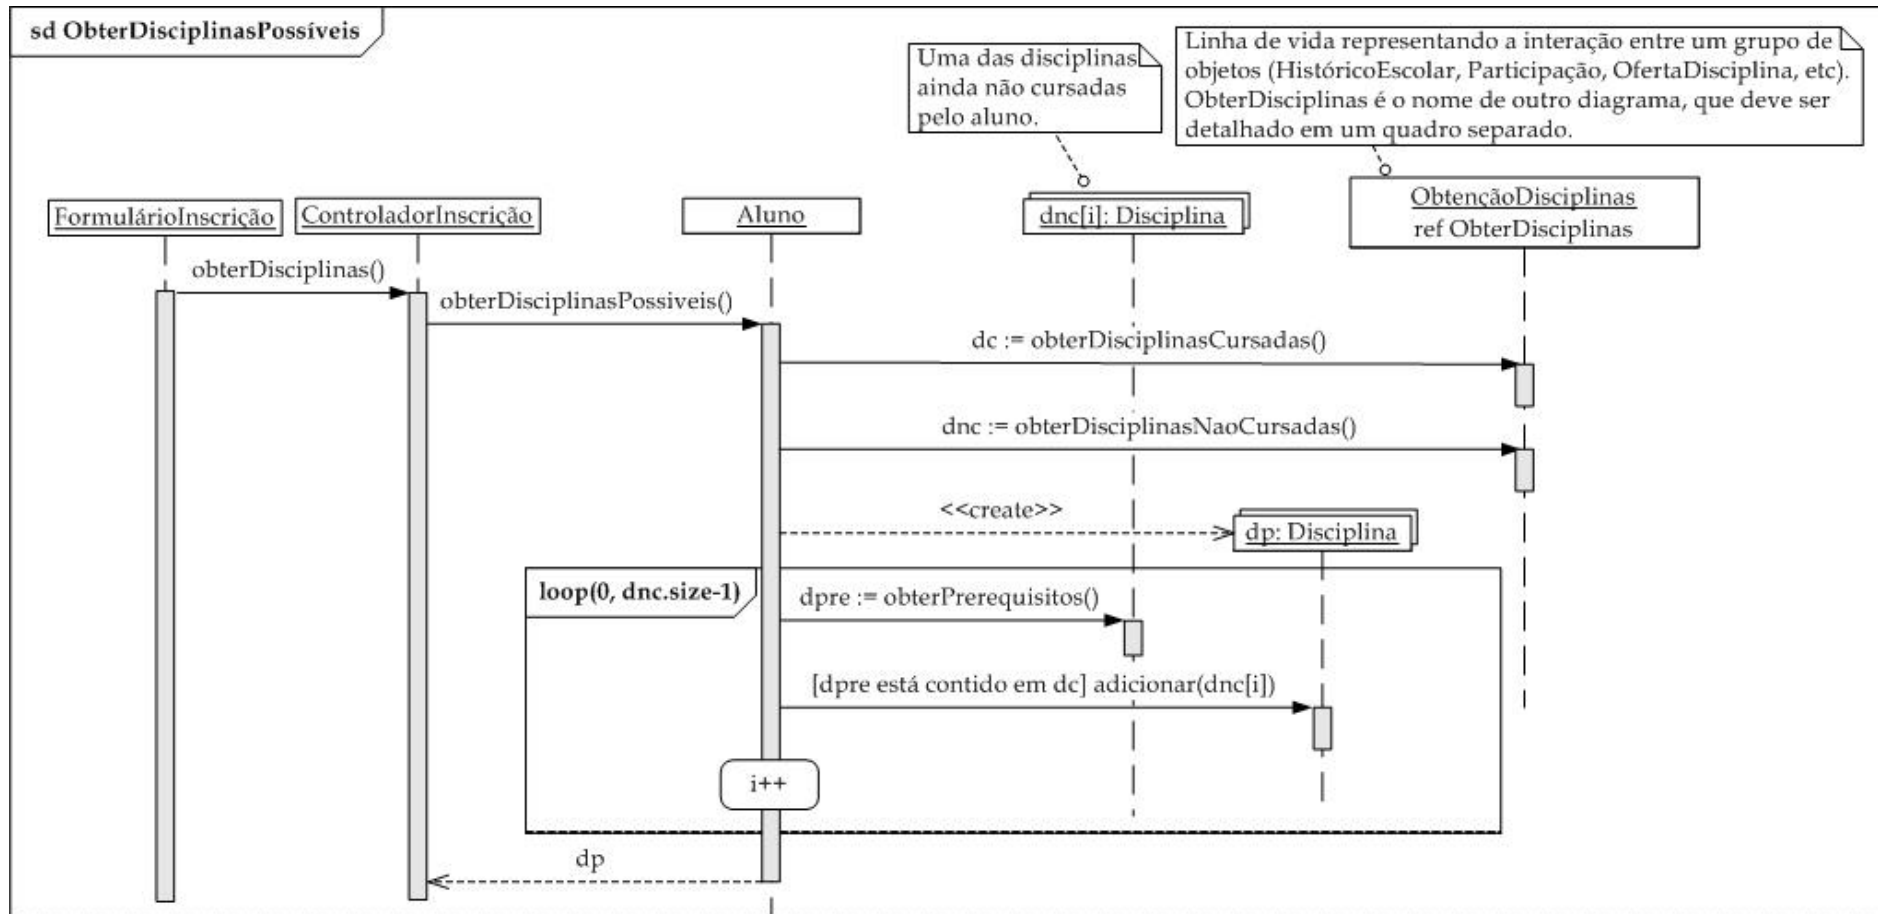 sd ObterDisciplinasPossíveis
Uma das disciplinas
ainda não cursadas
pelo aluno.
Linha de vida representando a interação entre um grupo de
objetos (HistóricoEscolar, Participação, OfertaDisciplina, etc).
ObterDisciplinas é o nome de outro diagrama, que deve ser
detalhado em um quadro separado.
FormulárioInscrição
ControladorInscrição
Aluno
dnc[i]: Disciplina
ObtençãoDisciplinas
ref ObterDisciplinas
obterDisciplinas()
obterDisciplinasPossiveis()
dc := obterDisciplinasCursadas()
dnc := obterDisciplinasNaoCursadas()
<<create>>
dp: Disciplina
loop(0, dnc.size-1)
dpre := obterPrerequisitos()
[dpre está contido em dc] adicionar(dnc[i])
i++
dp